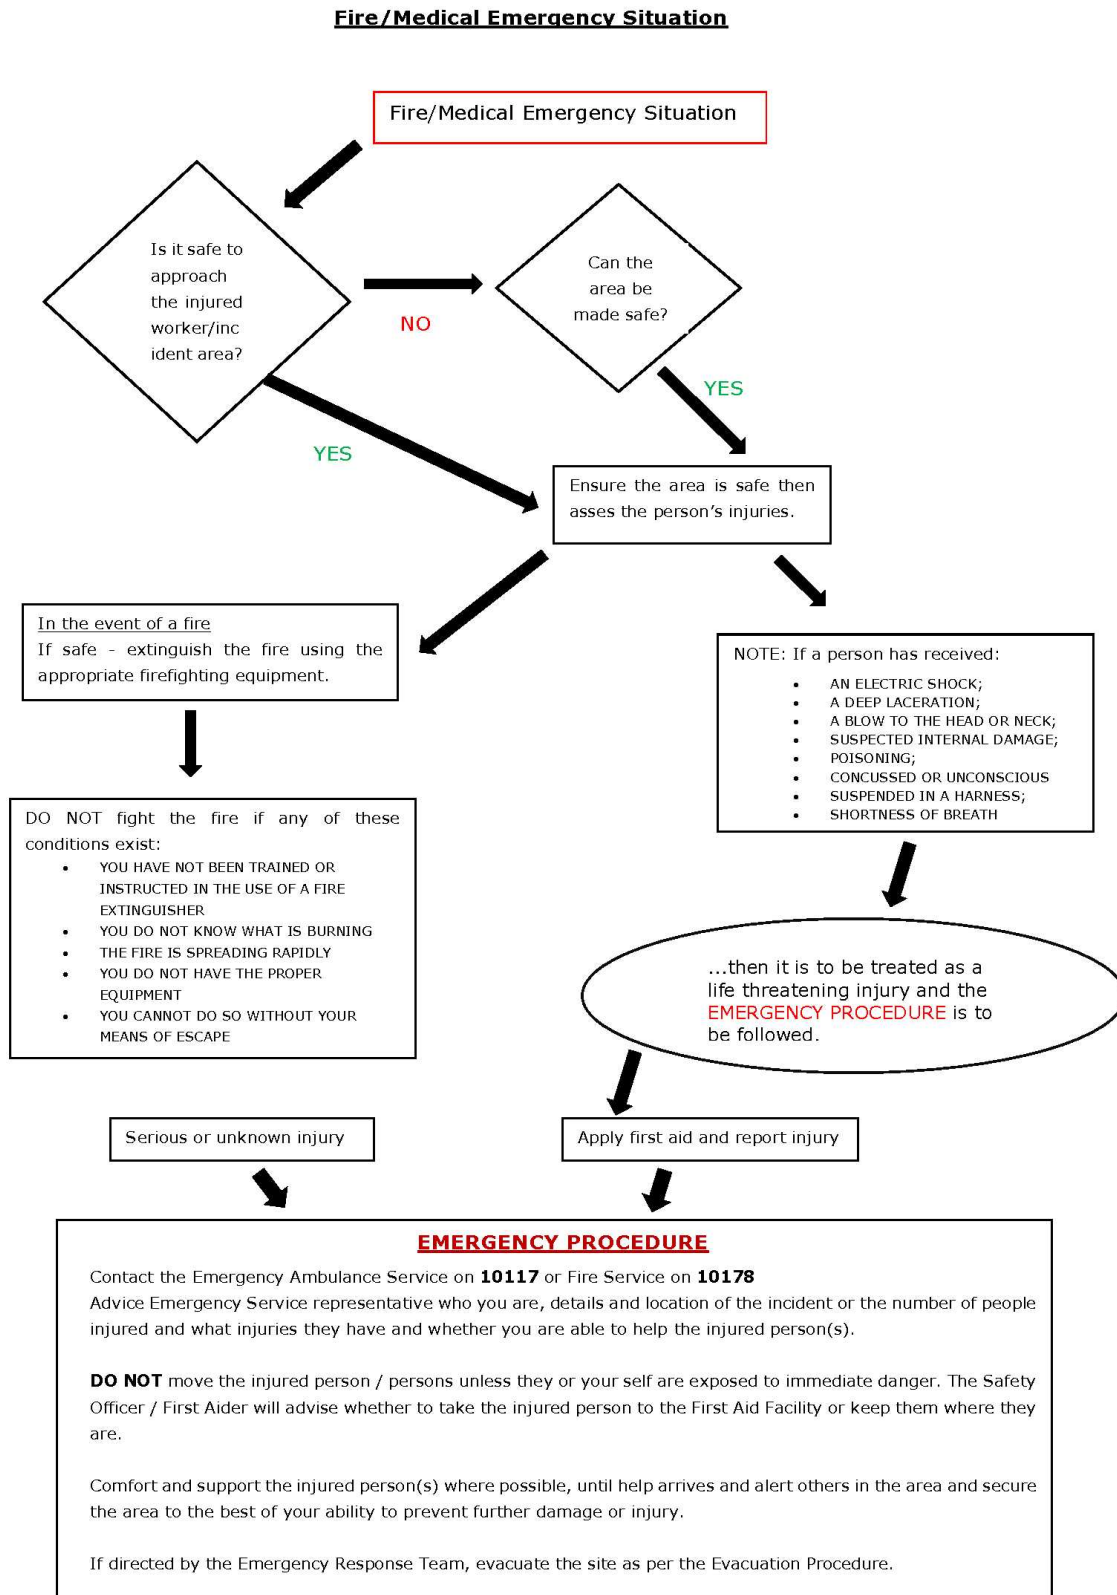 Fire/Medical Emergency Situation
Fire/Medical Emergency Situation
Is it safe to
approach
the injured
worker/inc
ident area?
NO
Can the
area be
made safe?
YES
YES
Ensure the area is safe then
asses the person's injuries.
In the event of a fire
If safe - extinguish the fire using the
appropriate firefighting equipment.
NOTE: If a person has received:
• AN ELECTRIC SHOCK;
• A DEEP LACERATION;
• A BLOW TO THE HEAD OR NECK;
• SUSPECTED INTERNAL DAMAGE;
• POISONING;
• CONCUSSED OR UNCONSCIOUS
• SUSPENDED IN A HARNESS;
• SHORTNESS OF BREATH
DO NOT fight the fire if any of these
conditions exist:
• YOU HAVE NOT BEEN TRAINED OR
INSTRUCTED IN THE USE OF A FIRE
EXTINGUISHER
• YOU DO NOT KNOW WHAT IS BURNING
• THE FIRE IS SPREADING RAPIDLY
• YOU DO NOT HAVE THE PROPER
EQUIPMENT
• YOU CANNOT DO SO WITHOUT YOUR
MEANS OF ESCAPE
...then it is to be treated as a
life threatening injury and the
EMERGENCY PROCEDURE is to
be followed.
Serious or unknown injury
Apply first aid and report injury
EMERGENCY PROCEDURE
Contact the Emergency Ambulance Service on 10117 or Fire Service on 10178
Advice Emergency Service representative who you are, details and location of the incident or the number of people
injured and what injuries they have and whether you are able to help the injured person(s).
DO NOT move the injured person / persons unless they or your self are exposed to immediate danger. The Safety
Officer / First Aider will advise whether to take the injured person to the First Aid Facility or keep them where they
are.
Comfort and support the injured person(s) where possible, until help arrives and alert others in the area and secure
the area to the best of your ability to prevent further damage or injury.
If directed by the Emergency Response Team, evacuate the site as per the Evacuation Procedure.